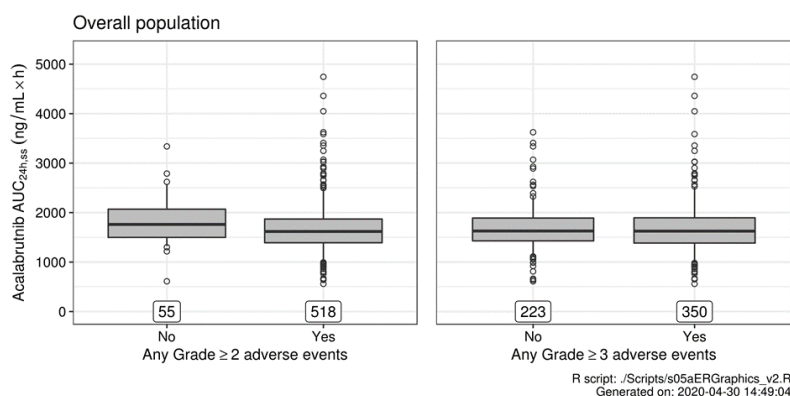 Overall population
Acalabrutnib AUC24h,ss (ng/mL×h)
5000
4000
3000
2000
1000
0
55
518
223
350
No
Yes
No
Yes
Any Grade ≥ 2 adverse events
Any Grade ≥ 3 adverse events
R script: ./Scripts/s05aERGraphics_v2.R
Generated on: 2020-04-30 14:49:04